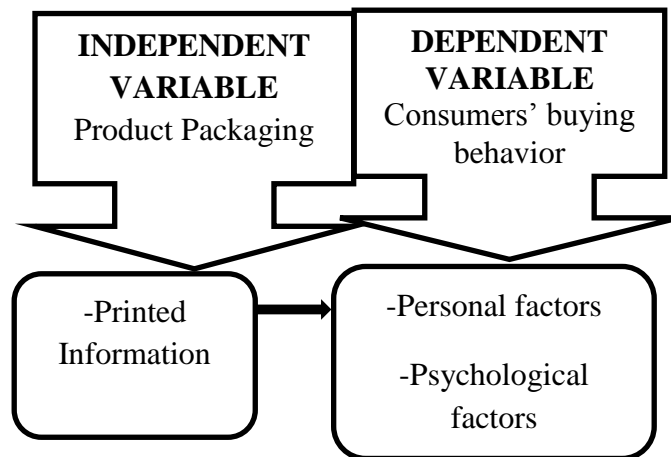 INDEPENDENT
VARIABLE
Product Packaging
DEPENDENT
VARIABLE
Consumers’ buying
behavior
-Printed
Information
-Personal factors
-Psychological
factors